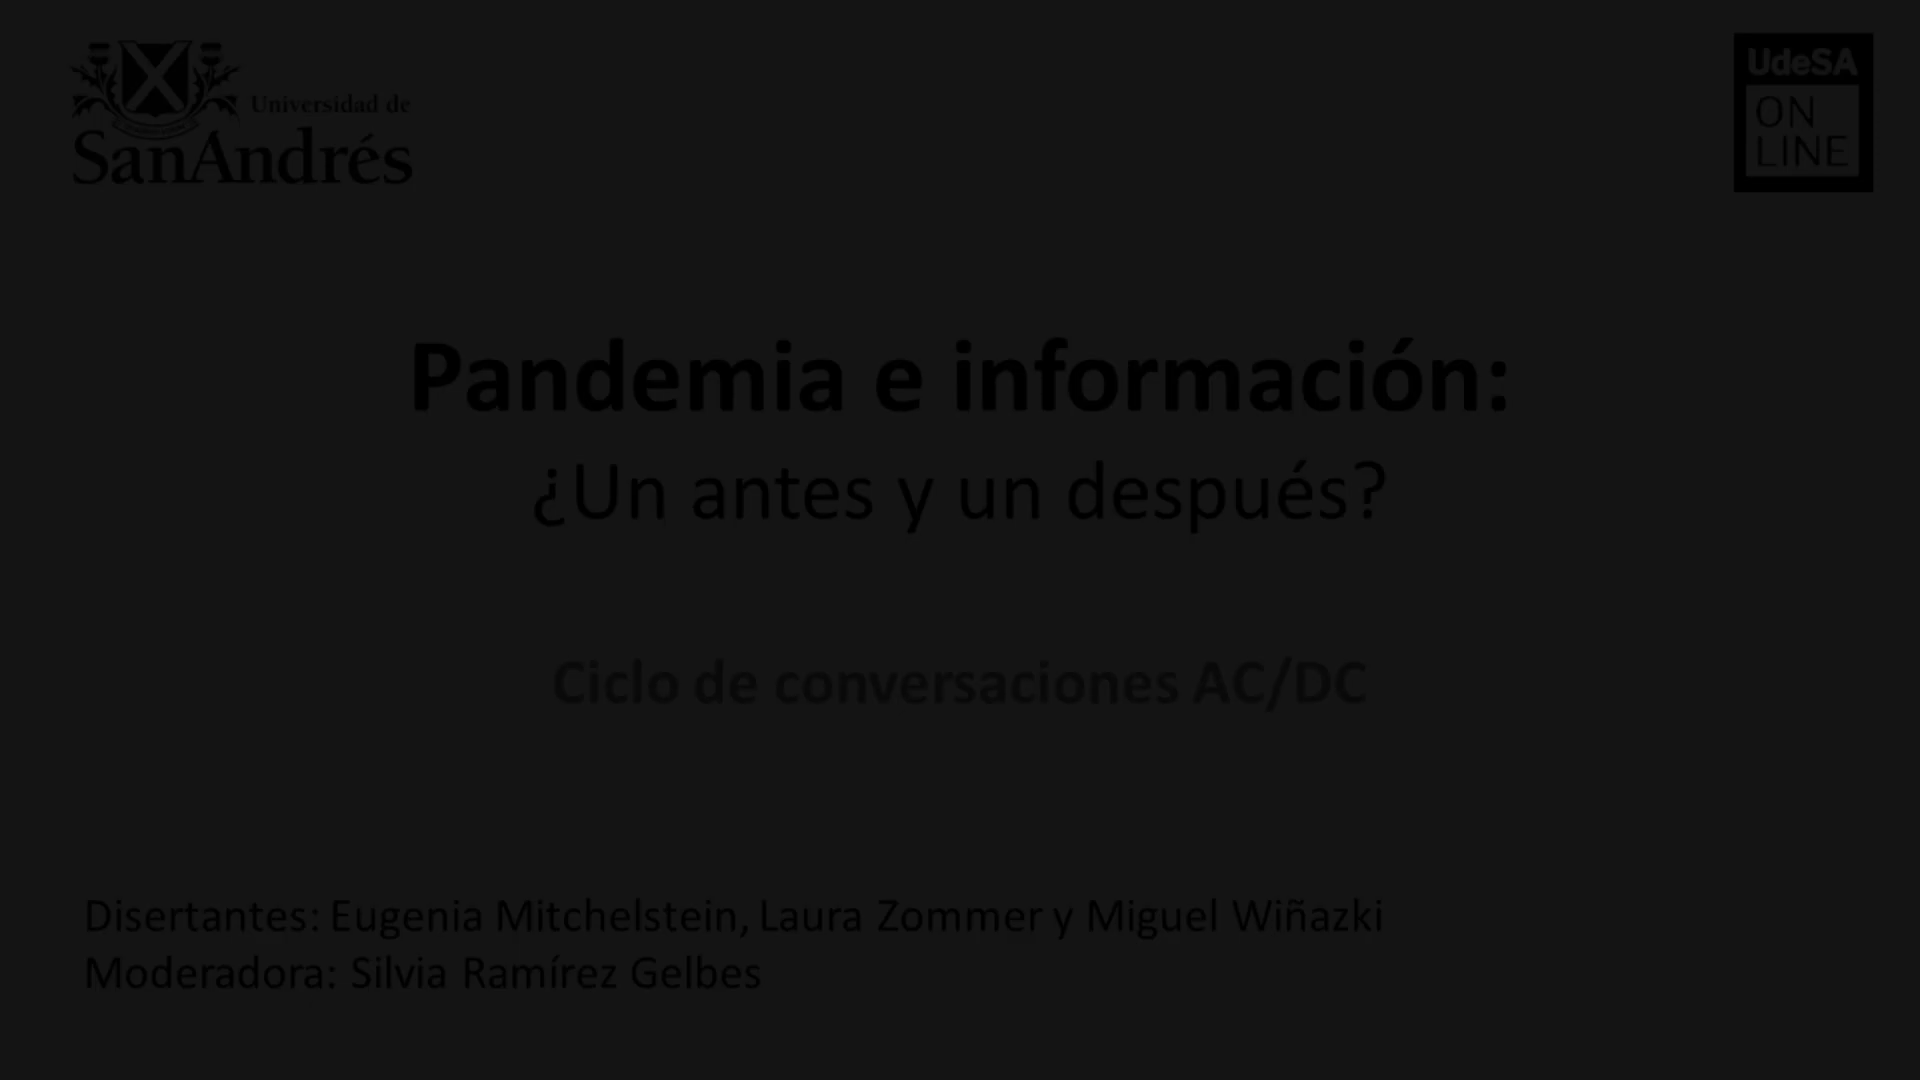 Universidad de
SanAndrés
UdeSA
ON
LINE
Pandemia e información:
¿Un antes y un después?
Ciclo de conversaciones AC/DC
Disertantes: Eugenia Mitchelstein, Laura Zommer y Miguel Wiñazki
Moderadora: Silvia Ramírez Gelbes